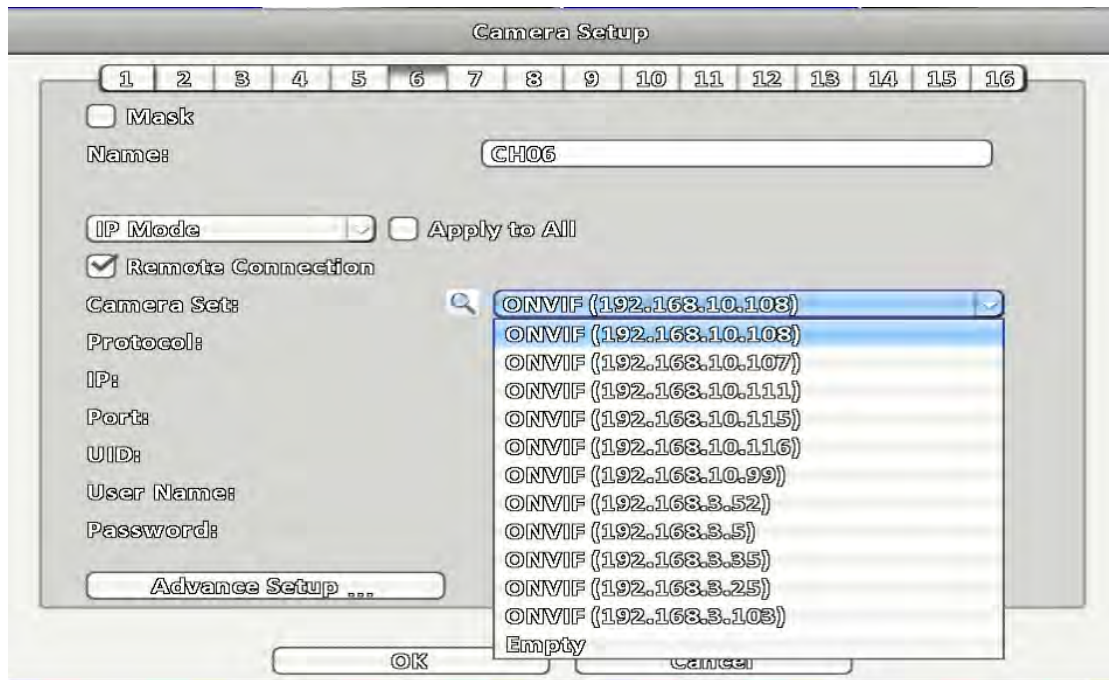 Camera Setup
1 2 3 4 5 6 7 8 9 10 11 12 13 14 15 16
Mask
Name: CH06
IP Mode Apply to All
Remote Connection
Camera Set: ONVIF (192.168.10.108)
Protocol: ONVIF (192.168.10.108)
ONVIF (192.168.10.107)
IP: ONVIF (192.168.10.111)
Port: ONVIF (192.168.10.115)
UID: ONVIF (192.168.10.116)
ONVIF (192.168.10.99)
User Name: ONVIF (192.168.3.52)
Password: ONVIF (192.168.3.5)
ONVIF (192.168.3.35)
Advance Setup ... ONVIF (192.168.3.25)
ONVIF (192.168.3.103)
Empty
OK Cancel